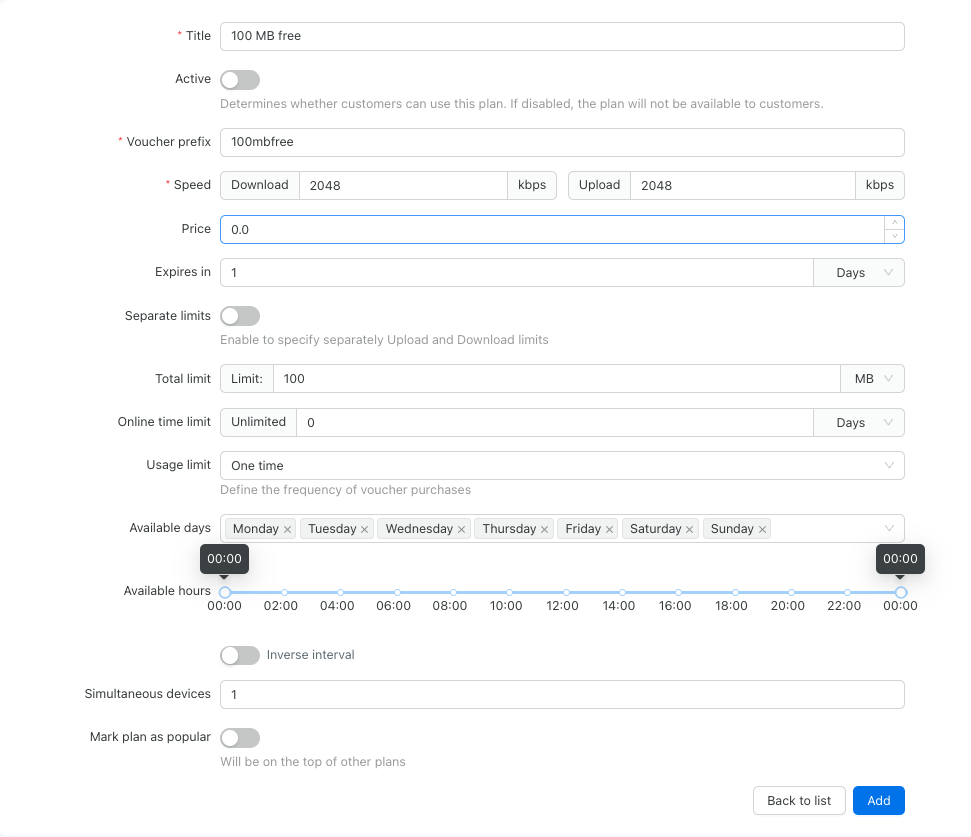 * Title 100 MB free
Active
Determines whether customers can use this plan. If disabled, the plan will not be available to customers.
* Voucher prefix 100mbfree
* Speed Download 2048 kbps Upload 2048 kbps
Price 0.0
Expires in 1 Days
Separate limits
Enable to specify separately Upload and Download limits
Total limit Limit: 100 MB
Online time limit Unlimited 0 Days
Usage limit One time
Define the frequency of voucher purchases
Available days Monday Tuesday Wednesday Thursday Friday Saturday Sunday
00:00 00:00
Available hours
00:00 02:00 04:00 06:00 08:00 10:00 12:00 14:00 16:00 18:00 20:00 22:00 00:00
Inverse interval
Simultaneous devices 1
Mark plan as popular
Will be on the top of other plans
Back to list Add